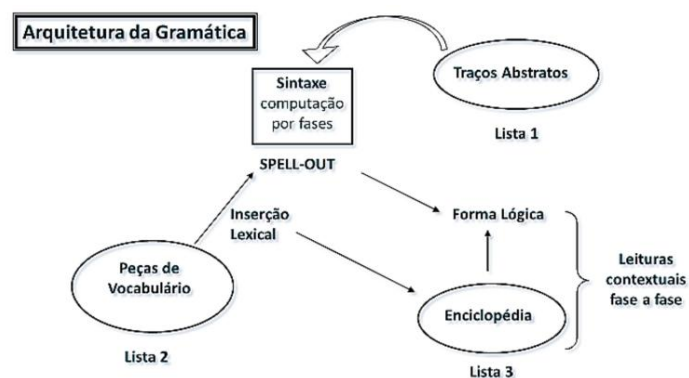 Arquitetura da Gramática
Traços Abstratos
Lista 1
Sintaxe
computação
por fases
SPELL-OUT
Inserção
Lexical
Forma Lógica
Peças de
Vocabulário
Lista 2
Enciclopédia
Lista 3
Leituras
contextuais
fase a fase